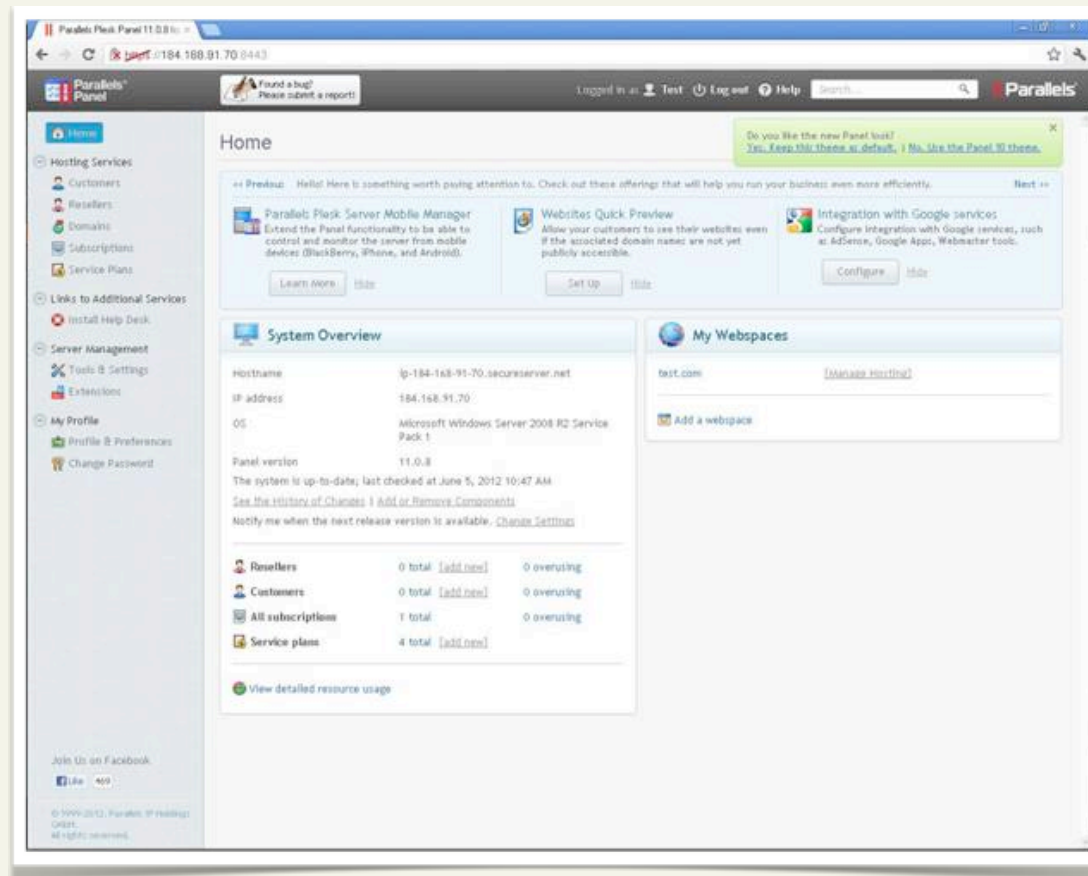 Parallels Plesk Panel 11.0.8 for
https://184.168.91.70:8443
Parallels® Panel
Found a bug?
Please submit a report!
Logged in as Test Log out Help Search... Parallels
Home
Hosting Services
Customers
Resellers
Domains
Subscriptions
Service Plans
Links to Additional Services
Install Help Desk
Server Management
Tools & Settings
Extensions
My Profile
Profile & Preferences
Change Password
Join Us on Facebook
Like 469
© 1999-2012. Parallels IP Holdings
GmbH.
All rights reserved.
Home
Do you like the new Panel look?
Yes. Keep this theme as default. | No. Use the Panel 10 theme.
<< Previous Hello! Here is something worth paying attention to. Check out these offerings that will help you run your business even more efficiently. Next >>
Parallels Plesk Server Mobile Manager
Extend the Panel functionality to be able to
control and monitor the server from mobile
devices (BlackBerry, iPhone, and Android).
Learn More Hide
Websites Quick Preview
Allow your customers to see their websites even
if the associated domain names are not yet
publicly accessible.
Set Up Hide
Integration with Google services
Configure integration with Google services, such
as AdSense, Google Apps, Webmaster tools.
Configure Hide
System Overview
Hostname ip-184-168-91-70.secureserver.net
IP address 184.168.91.70
OS Microsoft Windows Server 2008 R2 Service
Pack 1
Panel version 11.0.8
The system is up-to-date; last checked at June 5, 2012 10:47 AM
See the History of Changes | Add or Remove Components
Notify me when the next release version is available. Change Settings
Resellers 0 total [add new] 0 overusing
Customers 0 total [add new] 0 overusing
All subscriptions 1 total 0 overusing
Service plans 4 total [add new]
View detailed resource usage
My Webspaces
test.com [Manage Hosting]
Add a webspace